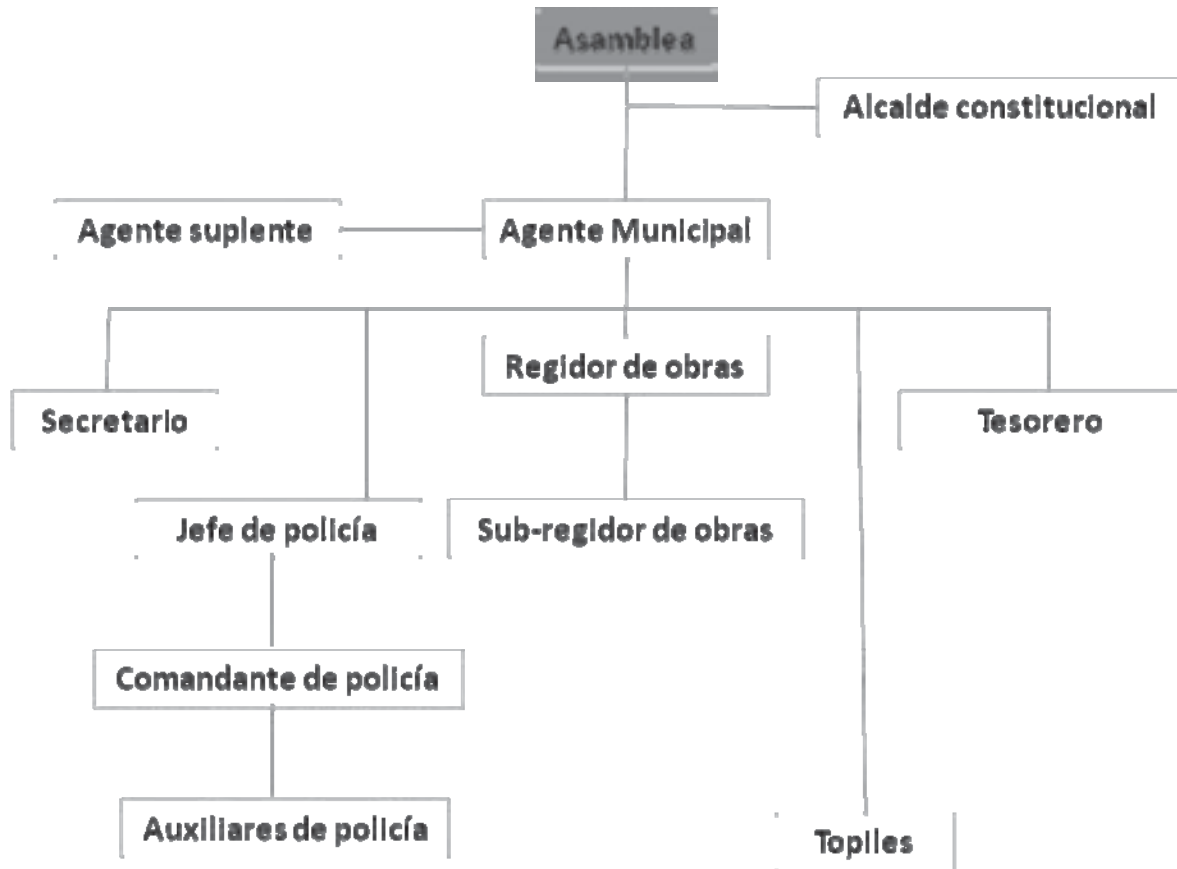 Asamblea
Alcalde constitucional
Agente suplente
Agente Municipal
Regidor de obras
Secretario
Tesorero
Jefe de policía
Sub-regidor de obras
Comandante de policía
Auxiliares de policía
Topiles